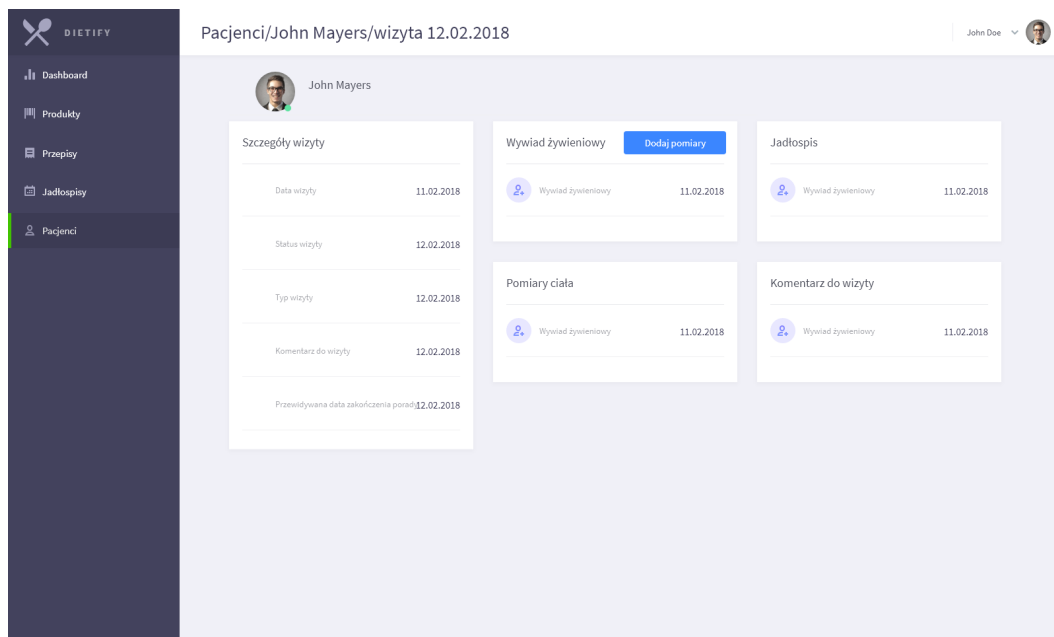 DIETIFY
Pacjenci/John Mayers/wizyta 12.02.2018
John Doe
Dashboard
Produkty
Przepisy
Jadłospisy
Pacjenci
John Mayers
Szczegóły wizyty
Data wizyty 11.02.2018
Status wizyty 12.02.2018
Typ wizyty 12.02.2018
Komentarz do wizyty 12.02.2018
Przewidywana data zakończenia porady 12.02.2018
Wywiad żywieniowy Dodaj pomiary
Wywiad żywieniowy 11.02.2018
Jadłospis
Wywiad żywieniowy 11.02.2018
Pomiary ciała
Wywiad żywieniowy 11.02.2018
Komentarz do wizyty
Wywiad żywieniowy 11.02.2018